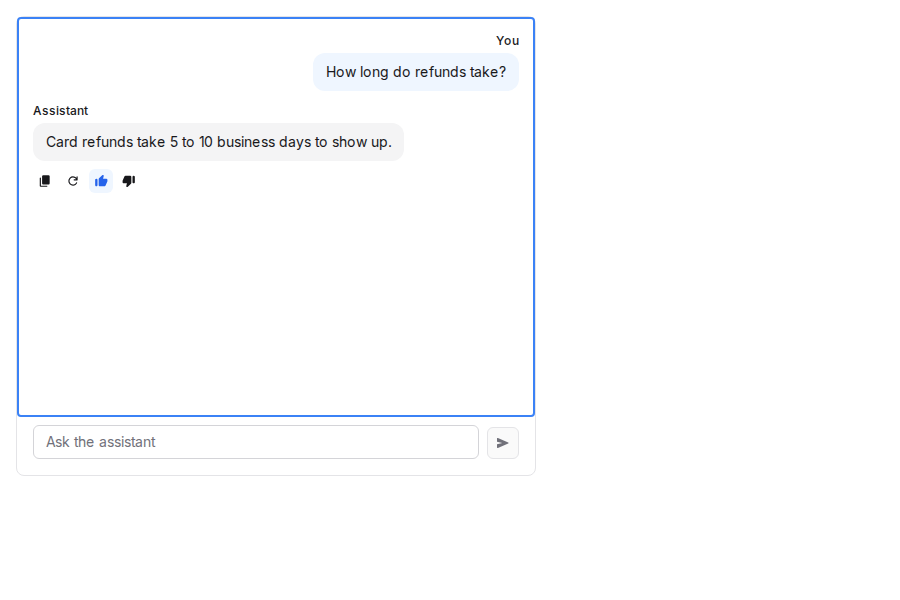 You
How long do refunds take?
Assistant
Card refunds take 5 to 10 business days to show up.
Ask the assistant